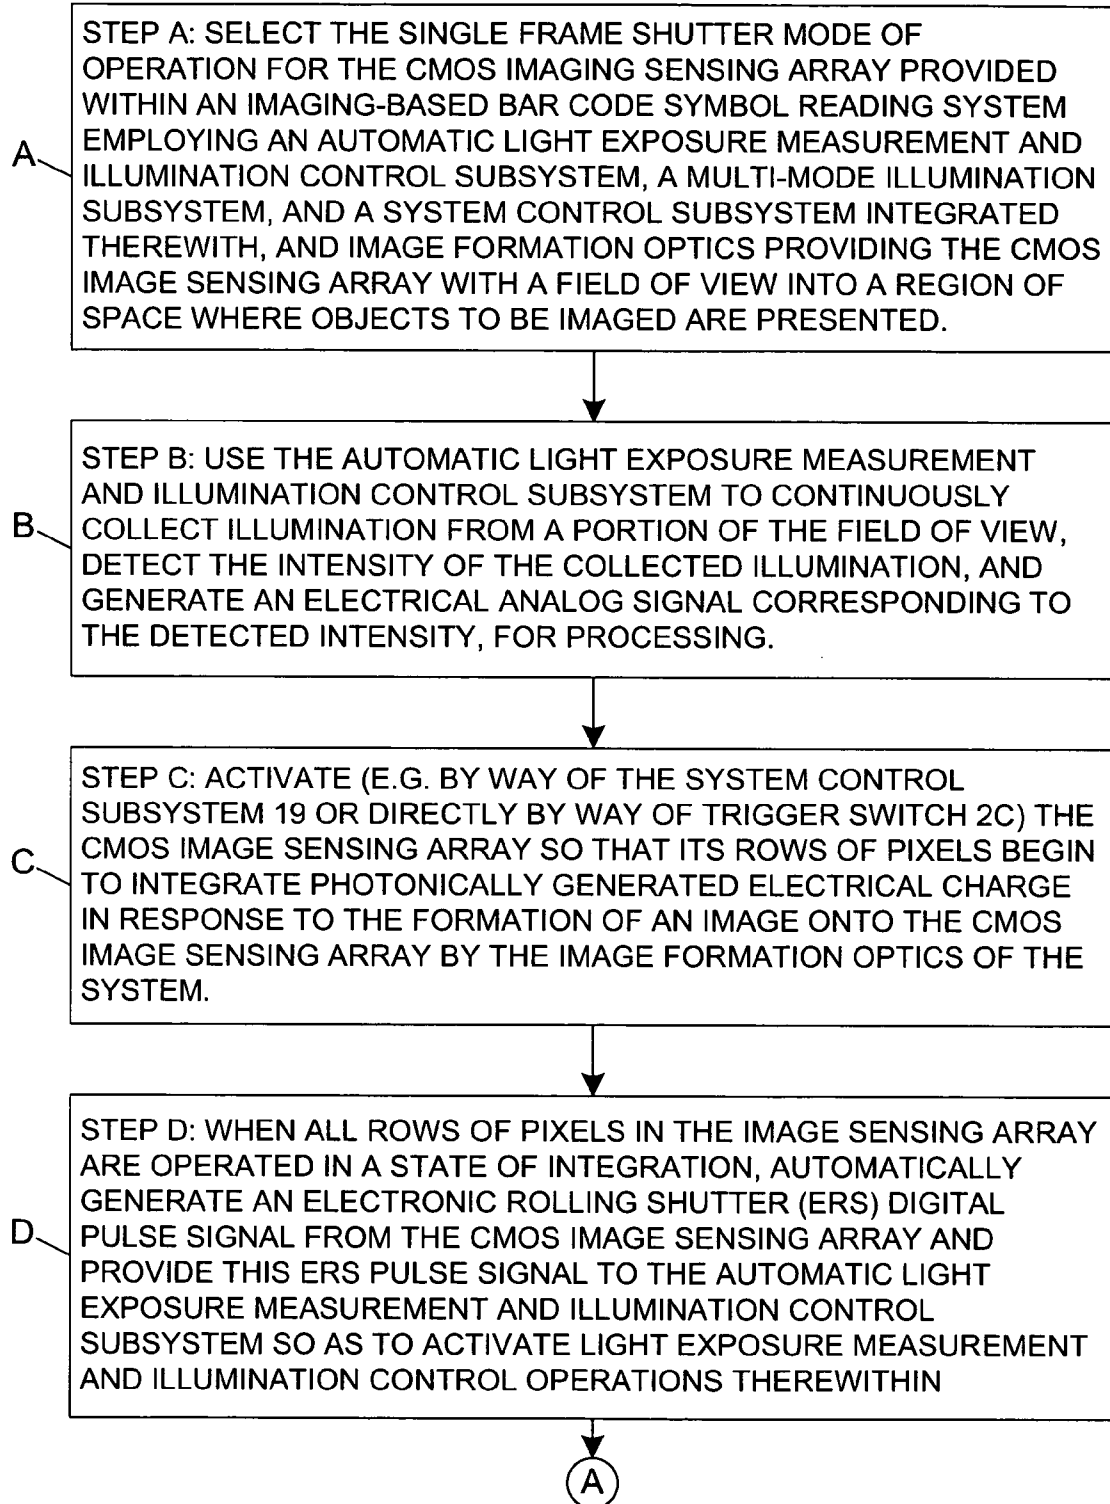 STEP A: SELECT THE SINGLE FRAME SHUTTER MODE OF
OPERATION FOR THE CMOS IMAGING SENSING ARRAY PROVIDED
WITHIN AN IMAGING-BASED BAR CODE SYMBOL READING SYSTEM
EMPLOYING AN AUTOMATIC LIGHT EXPOSURE MEASUREMENT AND
A
ILLUMINATION CONTROL SUBSYSTEM, A MULTI-MODE ILLUMINATION
SUBSYSTEM, AND A SYSTEM CONTROL SUBSYSTEM INTEGRATED
THEREWITH, AND IMAGE FORMATION OPTICS PROVIDING THE CMOS
IMAGE SENSING ARRAY WITH A FIELD OF VIEW INTO A REGION OF
SPACE WHERE OBJECTS TO BE IMAGED ARE PRESENTED.
STEP B: USE THE AUTOMATIC LIGHT EXPOSURE MEASUREMENT
AND ILLUMINATION CONTROL SUBSYSTEM TO CONTINUOUSLY
B
COLLECT ILLUMINATION FROM A PORTION OF THE FIELD OF VIEW,
DETECT THE INTENSITY OF THE COLLECTED ILLUMINATION, AND
GENERATE AN ELECTRICAL ANALOG SIGNAL CORRESPONDING TO
THE DETECTED INTENSITY, FOR PROCESSING.
STEP C: ACTIVATE (E.G. BY WAY OF THE SYSTEM CONTROL
SUBSYSTEM 19 OR DIRECTLY BY WAY OF TRIGGER SWITCH 2C) THE
CMOS IMAGE SENSING ARRAY SO THAT ITS ROWS OF PIXELS BEGIN
C
TO INTEGRATE PHOTONICALLY GENERATED ELECTRICAL CHARGE
IN RESPONSE TO THE FORMATION OF AN IMAGE ONTO THE CMOS
IMAGE SENSING ARRAY BY THE IMAGE FORMATION OPTICS OF THE
SYSTEM.
STEP D: WHEN ALL ROWS OF PIXELS IN THE IMAGE SENSING ARRAY
ARE OPERATED IN A STATE OF INTEGRATION, AUTOMATICALLY
GENERATE AN ELECTRONIC ROLLING SHUTTER (ERS) DIGITAL
D
PULSE SIGNAL FROM THE CMOS IMAGE SENSING ARRAY AND
PROVIDE THIS ERS PULSE SIGNAL TO THE AUTOMATIC LIGHT
EXPOSURE MEASUREMENT AND ILLUMINATION CONTROL
SUBSYSTEM SO AS TO ACTIVATE LIGHT EXPOSURE MEASUREMENT
AND ILLUMINATION CONTROL OPERATIONS THEREWITHIN
A